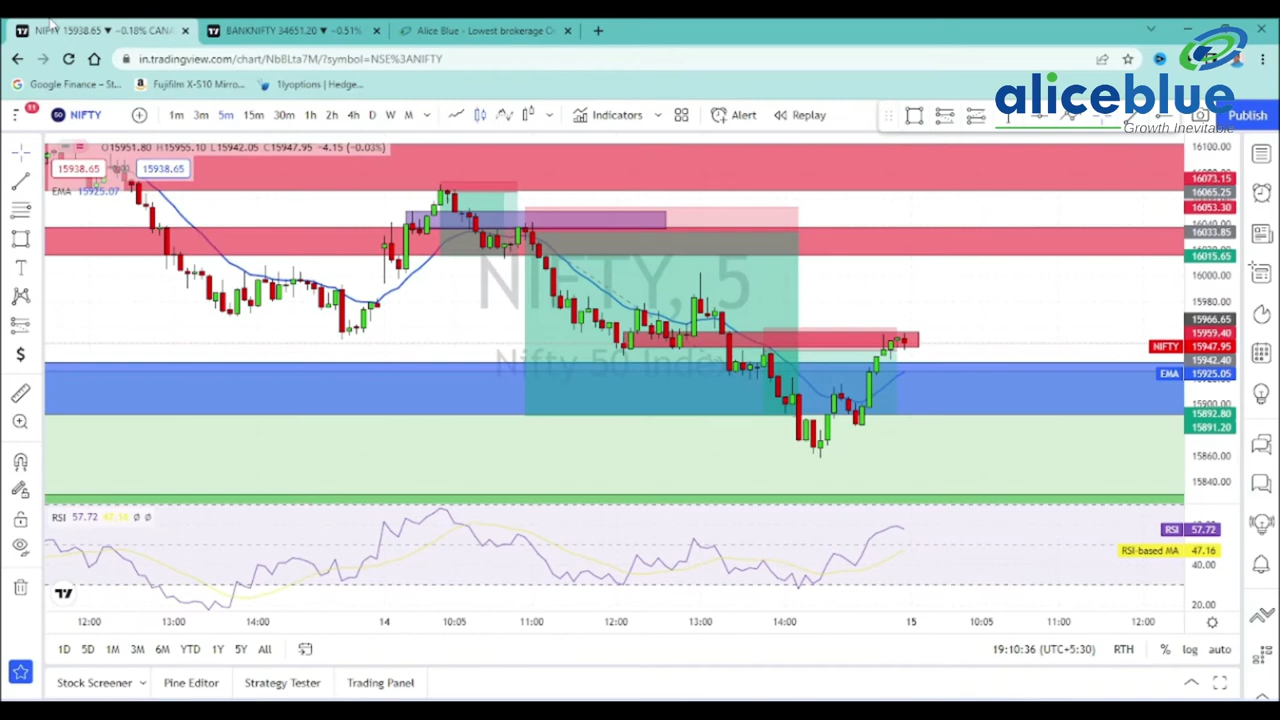 NIFTY 15938.65 ▼ −0.18% CAN
BANKNIFTY 34651.20 ▼ −0.51%
Alice Blue - Lowest brokerage
in.tradingview.com/chart/NbBLta7M/?symbol=NSE%3ANIFTY
Google Finance – St...
Fujifilm X-S10 Mirro...
1lyoptions | Hedge...
aliceblue
Growth Inevitable
11
50 NIFTY
1m 3m 5m 15m 30m 1h 2h 4h D W M
Indicators
Alert
Replay
Publish
O15951.80 H15955.10 L15942.05 C15947.95 −4.15 (−0.03%)
15938.65
15938.65
EMA 15925.07
NIFTY, 5
Nifty 50 Index
16100.00
16073.15
16065.25
16053.30
16033.85
16015.65
16000.00
15980.00
15966.65
15959.40
NIFTY 15947.95
15942.40
EMA 15925.05
15900.00
15892.80
15891.20
15860.00
15840.00
RSI 57.72 47.16 Ø Ø
RSI 57.72
RSI-based MA 47.16
40.00
20.00
12:00 13:00 14:00 14 10:05 11:00 12:00 13:00 14:00 15 10:05 11:00 12:00
1D 5D 1M 3M 6M YTD 1Y 5Y All
19:10:36 (UTC+5:30) RTH % log auto
Stock Screener
Pine Editor
Strategy Tester
Trading Panel